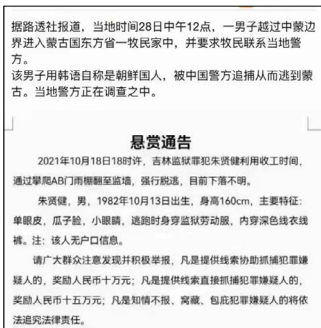 据路透社报道，当地时间28日中午12点，一男子越过中蒙边
界进入蒙古国东方省一牧民家中，并要求牧民联系当地警
方。
该男子用韩语自称是朝鲜国人，被中国警方追捕从而逃到蒙
古。当地警方正在调查之中。
悬赏通告
2021年10月18日18时许，吉林监狱罪犯朱贤健利用收工时间，
通过攀爬AB门雨棚翻至监墙，强行脱逃，目前下落不明。
朱贤健，男，1982年10月13日出生，身高160cm，主要特征：
单眼皮，瓜子脸，小眼睛，逃跑时身穿监狱劳动服，内穿深色线衣线
裤。注：该人无户口信息。
请广大群众注意发现并积极举报，凡是提供线索协助抓捕犯罪嫌
疑人的，奖励人民币十万元；凡是提供线索直接抓捕犯罪嫌疑人的，
奖励人民币十五万元；凡是知情不报、窝藏、包庇犯罪嫌疑人的将依
法追究法律责任。